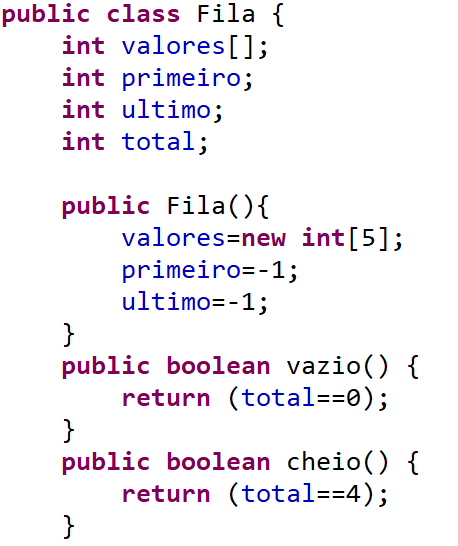 public class Fila {
    int valores[];
    int primeiro;
    int ultimo;
    int total;

    public Fila(){
        valores=new int[5];
        primeiro=-1;
        ultimo=-1;
    }
    public boolean vazio() {
        return (total==0);
    }
    public boolean cheio() {
        return (total==4);
    }